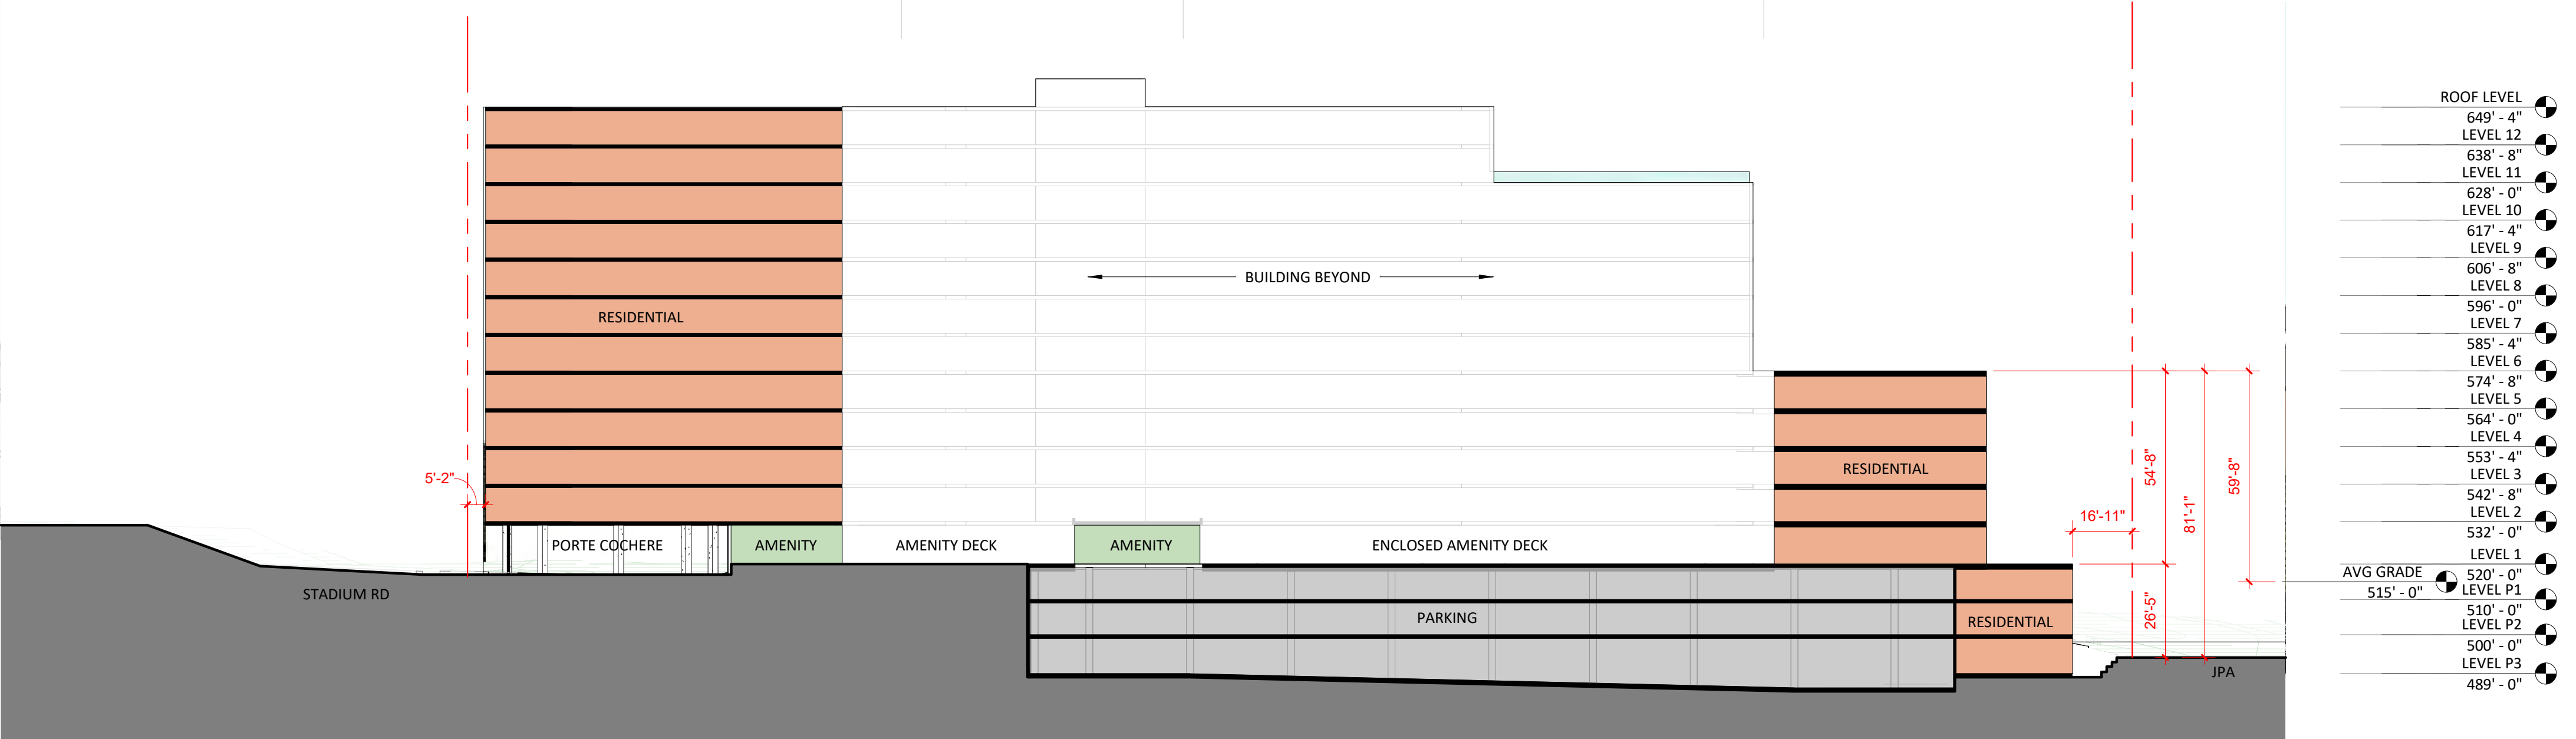 ROOF LEVEL
649' - 4"
LEVEL 12
638' - 8"
LEVEL 11
628' - 0"
LEVEL 10
617' - 4"
LEVEL 9
606' - 8"
LEVEL 8
596' - 0"
LEVEL 7
585' - 4"
LEVEL 6
574' - 8"
LEVEL 5
564' - 0"
LEVEL 4
553' - 4"
LEVEL 3
542' - 8"
LEVEL 2
532' - 0"
LEVEL 1
520' - 0"
AVG GRADE
515' - 0"
LEVEL P1
510' - 0"
LEVEL P2
500' - 0"
LEVEL P3
489' - 0"
BUILDING BEYOND
RESIDENTIAL
RESIDENTIAL
5'-2"
54'-8"
59'-8"
81'-1"
16'-11"
26'-5"
PORTE COCHERE
AMENITY
AMENITY DECK
AMENITY
ENCLOSED AMENITY DECK
STADIUM RD
PARKING
RESIDENTIAL
JPA